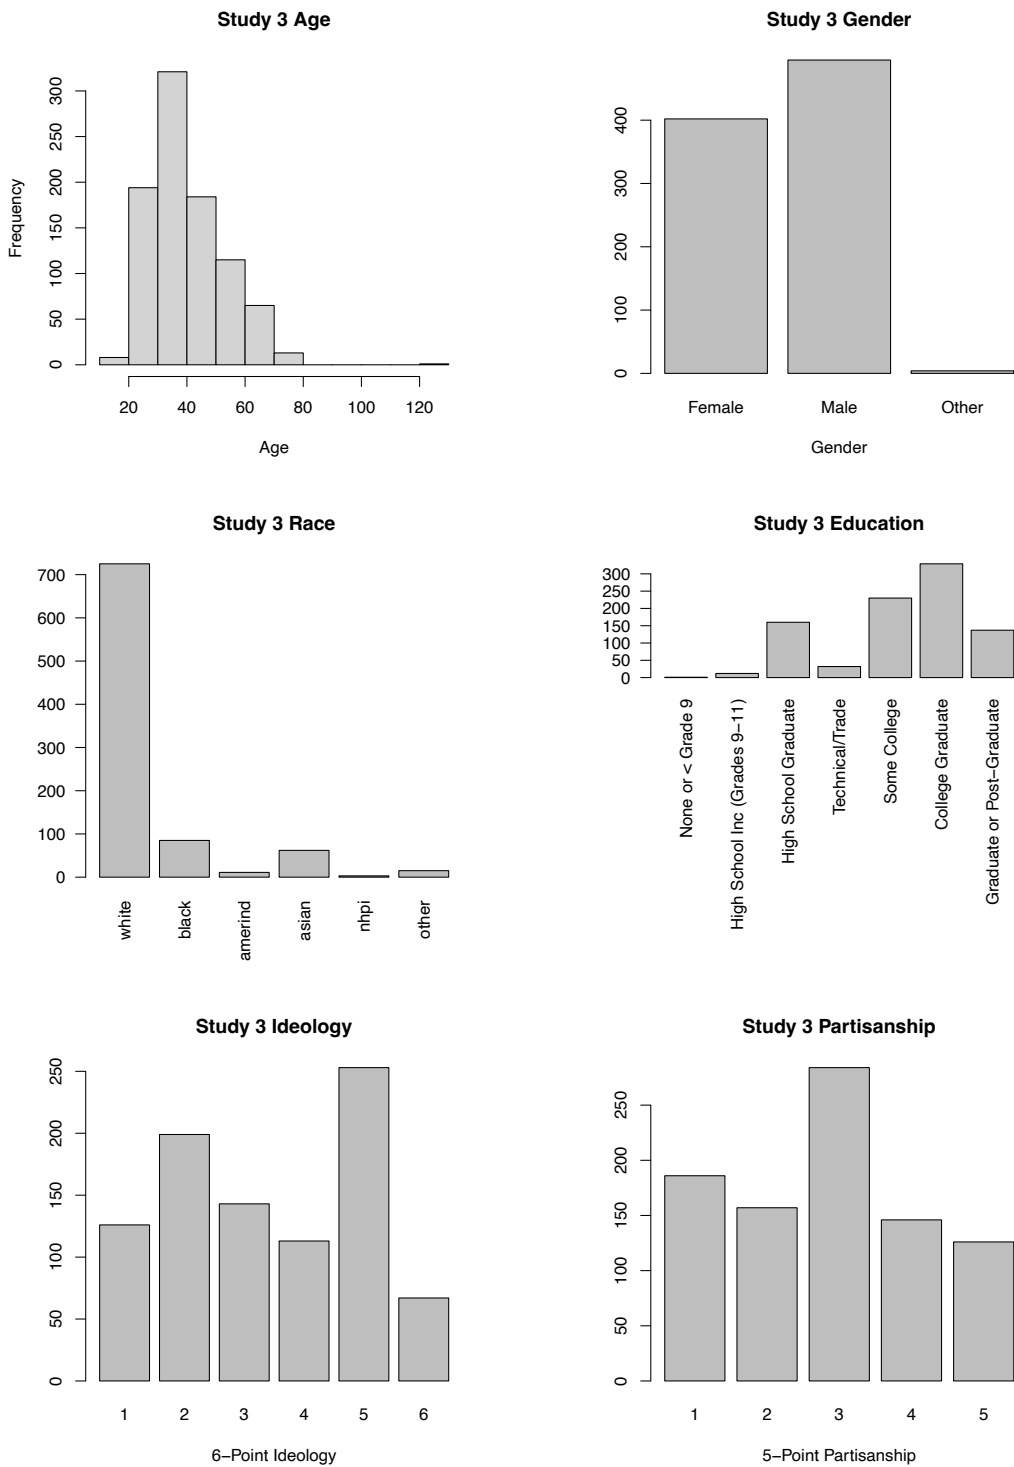 Study 3 Age
Frequency
300
250
200
150
100
50
0
20 40 60 80 100 120
Age
Study 3 Gender
400
300
200
100
0
Female Male Other
Gender
Study 3 Race
700
600
500
400
300
200
100
0
white
black
amerind
asian
nhpi
other
Study 3 Education
300
250
200
150
100
50
0
None or < Grade 9
High School Inc (Grades 9−11)
High School Graduate
Technical/Trade
Some College
College Graduate
Graduate or Post−Graduate
Study 3 Ideology
250
200
150
100
50
0
1 2 3 4 5 6
6−Point Ideology
Study 3 Partisanship
250
200
150
100
50
0
1 2 3 4 5
5−Point Partisanship